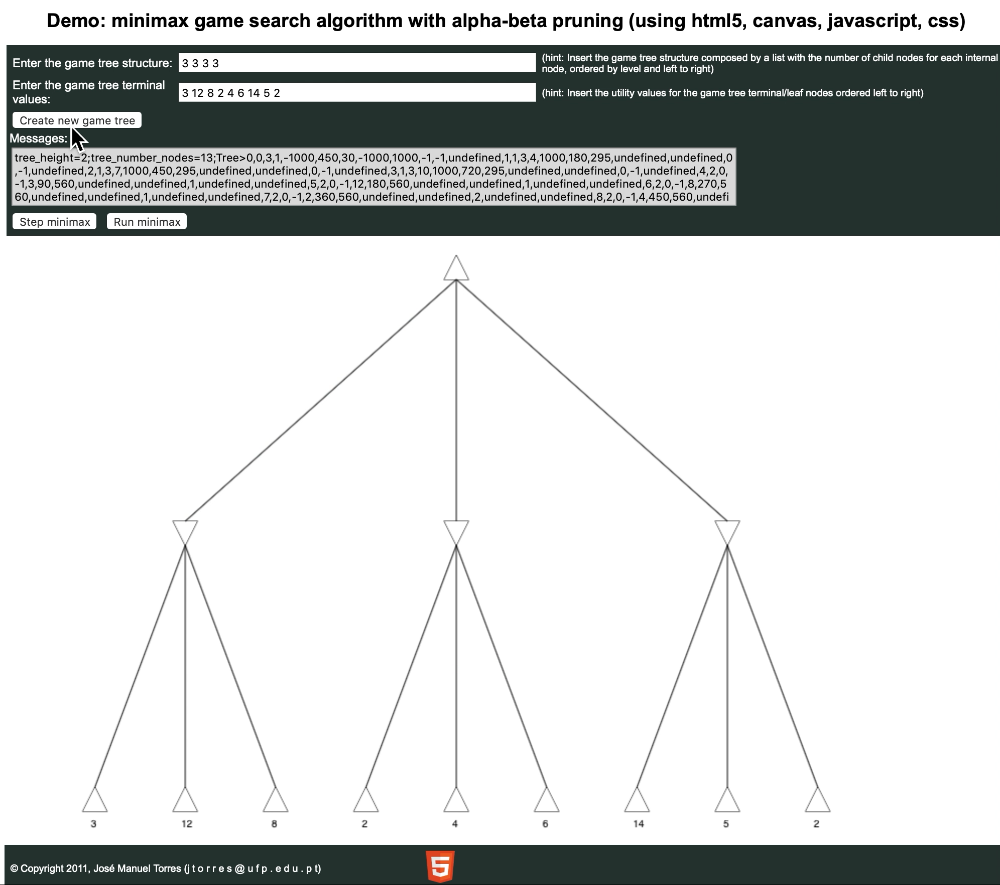 Demo: minimax game search algorithm with alpha-beta pruning (using html5, canvas, javascript, css)
Enter the game tree structure: 3 3 3 3 (hint: Insert the game tree structure composed by a list with the number of child nodes for each internal
node, ordered by level and left to right)
Enter the game tree terminal
values: 3 12 8 2 4 6 14 5 2 (hint: Insert the utility values for the game tree terminal/leaf nodes ordered left to right)
Create new game tree
Messages:
tree_height=2;tree_number_nodes=13;Tree>0,0,3,1,-1000,450,30,-1000,1000,-1,-1,undefined,1,1,3,4,1000,180,295,undefined,undefined,0
,-1,undefined,2,1,3,7,1000,450,295,undefined,undefined,0,-1,undefined,3,1,3,10,1000,720,295,undefined,undefined,0,-1,undefined,4,2,0,
-1,3,90,560,undefined,undefined,1,undefined,undefined,5,2,0,-1,12,180,560,undefined,undefined,1,undefined,undefined,6,2,0,-1,8,270,5
60,undefined,undefined,1,undefined,undefined,7,2,0,-1,2,360,560,undefined,undefined,2,undefined,undefined,8,2,0,-1,4,450,560,undefi
Step minimax Run minimax
3 12 8 2 4 6 14 5 2
© Copyright 2011, José Manuel Torres (j t o r r e s @ u f p . e d u . p t)
5